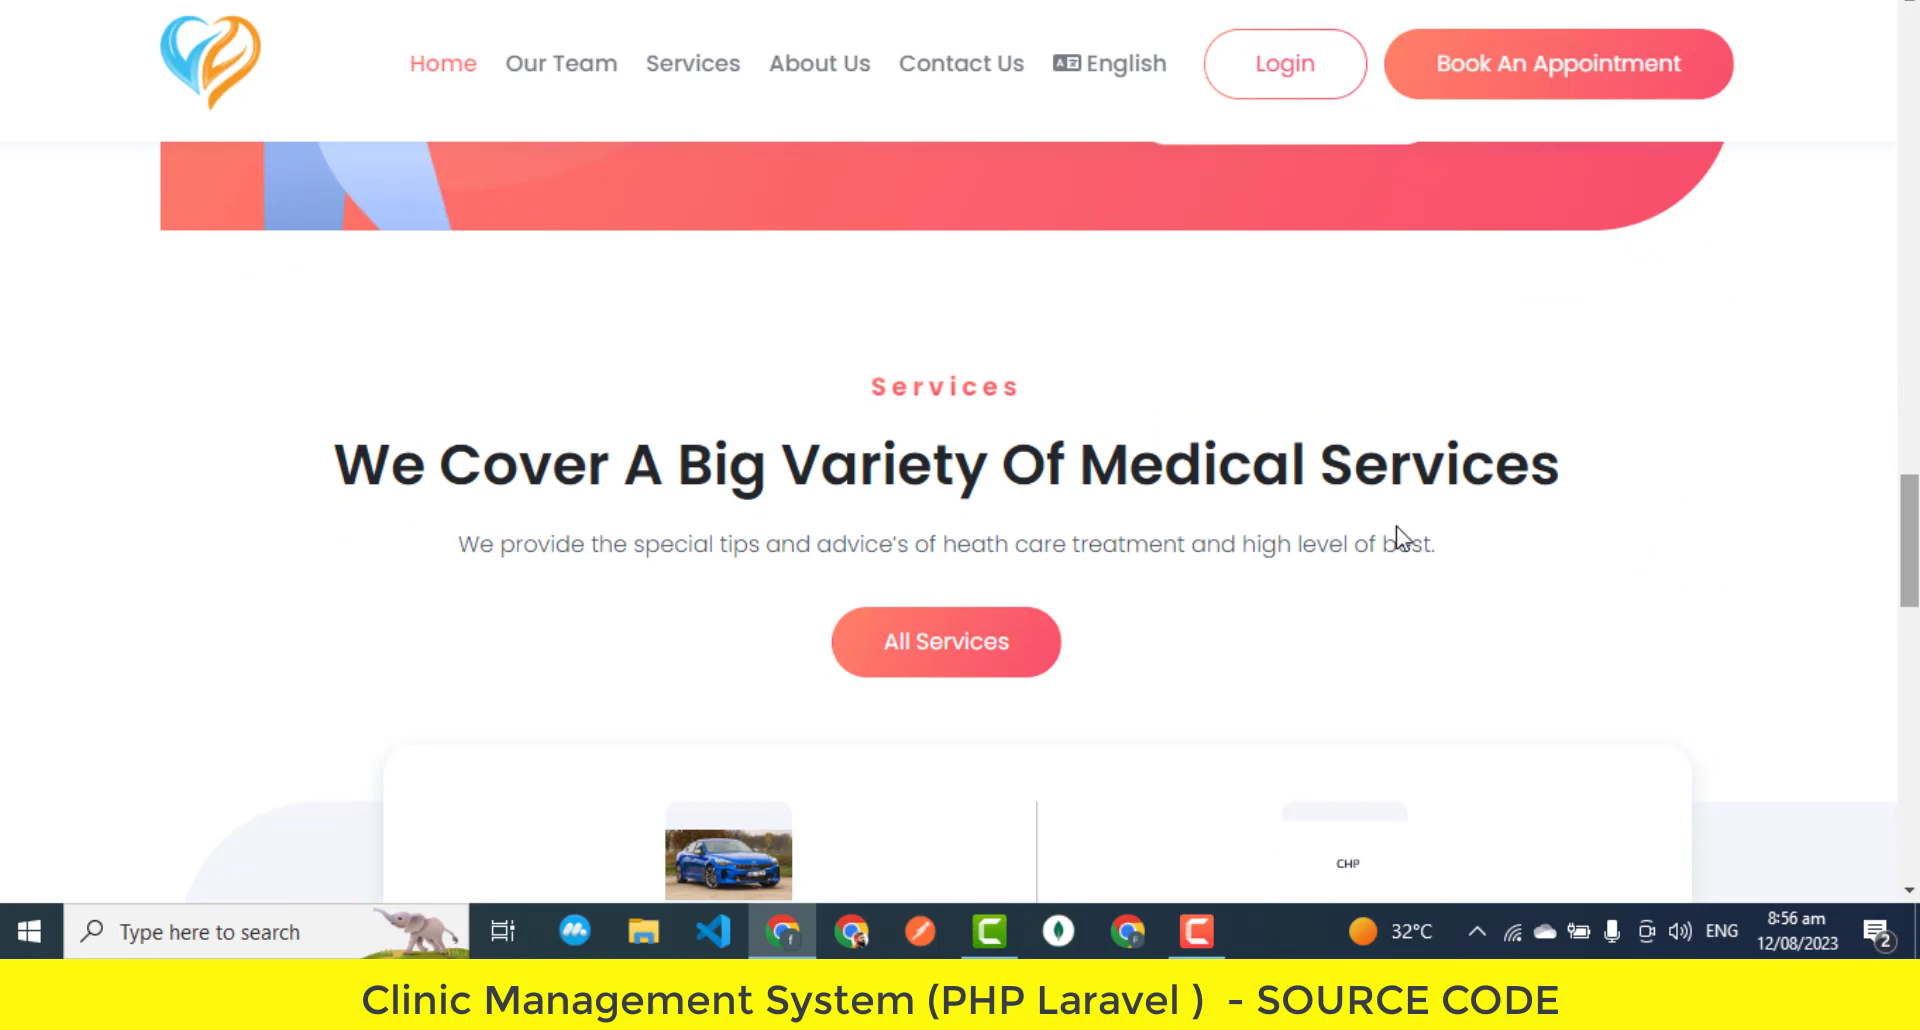 Home Our Team Services About Us Contact Us English Login Book An Appointment
Services
We Cover A Big Variety Of Medical Services
We provide the special tips and advice's of heath care treatment and high level of best.
All Services
CHP
Type here to search
32°C ENG 8:56 am
12/08/2023
2
Clinic Management System (PHP Laravel ) - SOURCE CODE